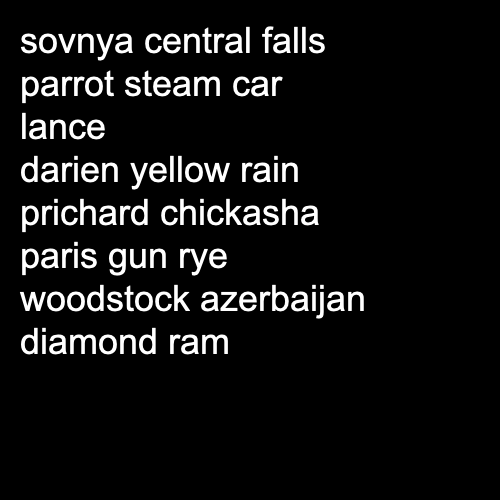 sovnya central falls
parrot steam car
lance
darien yellow rain
prichard chickasha
paris gun rye
woodstock azerbaijan
diamond ram